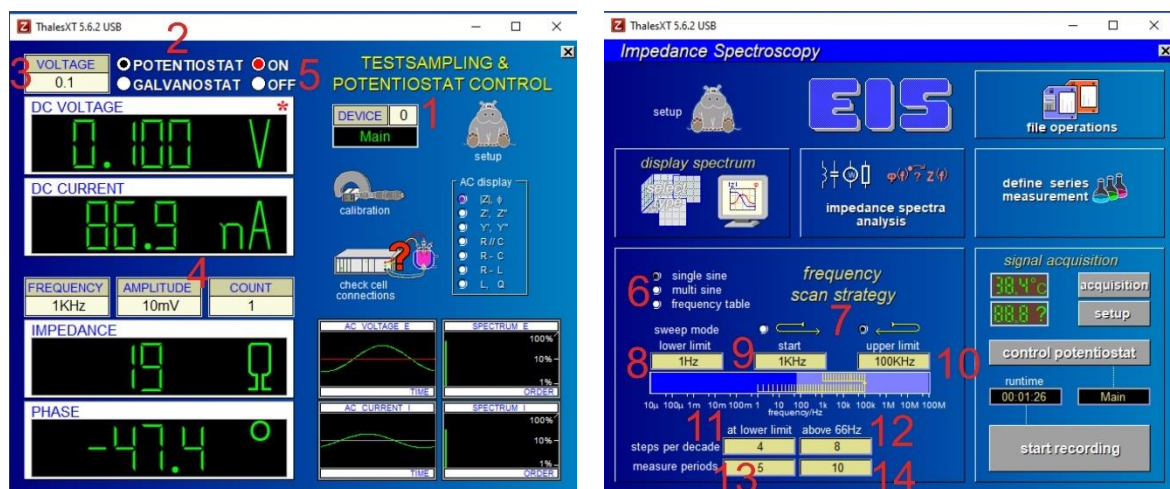 ThalesXT 5.6.2 USB
2
3
VOLTAGE
0.1
POTENTIOSTAT ON
GALVANOSTAT OFF
5
TESTSAMPLING &
POTENTIOSTAT CONTROL
DC VOLTAGE *
0.100 V
DEVICE 0
Main
1
setup
DC CURRENT
86.9 nA
calibration
AC display
|Z|, ϕ
Z', Z"
Y', Y"
R // C
R - C
R - L
L, Q
check cell
connections
4
FREQUENCY AMPLITUDE COUNT
1KHz 10mV 1
IMPEDANCE
19 Ω
PHASE
-47.4 °
AC VOLTAGE E
TIME
SPECTRUM E
100%
10%
1%
ORDER
AC CURRENT I
TIME
SPECTRUM I
100%
10%
1%
ORDER
ThalesXT 5.6.2 USB
Impedance Spectroscopy
setup
EIS
file operations
display spectrum
select
type
|Z| φ
φ(f) ? Z(f)
impedance spectra
analysis
define series
measurement
6
single sine
multi sine
frequency table
frequency
scan strategy
sweep mode
7
8
lower limit
1Hz
9
start
1KHz
upper limit
100KHz
10
10µ 100µ 1m 10m 100m 1 10 100 1k 10k 100k 1M 10M 100M
frequency/Hz
11
at lower limit above 66Hz
12
steps per decade 4 8
measure periods 5 10
13
14
signal acquisition
38.4°c acquisition
88.8 ? setup
control potentiostat
runtime
00:01:26 Main
start recording